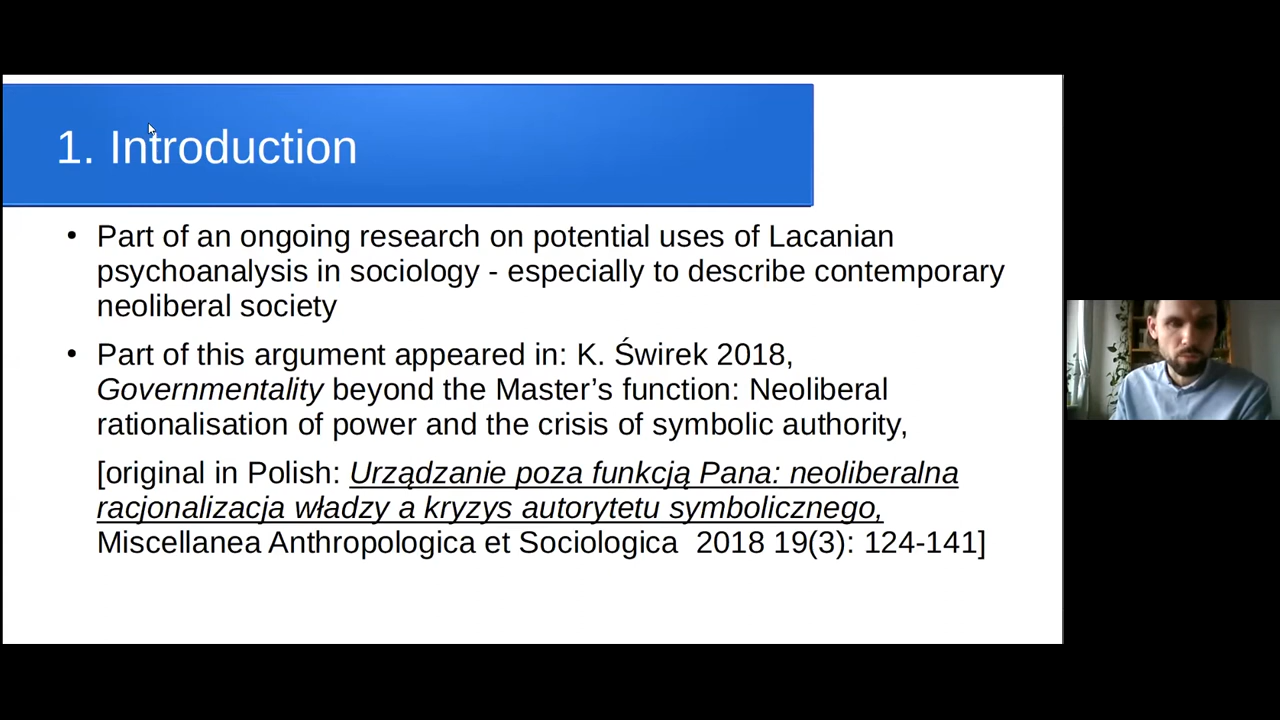 1. Introduction
• Part of an ongoing research on potential uses of Lacanian
psychoanalysis in sociology - especially to describe contemporary
neoliberal society
• Part of this argument appeared in: K. Świrek 2018,
Governmentality beyond the Master’s function: Neoliberal
rationalisation of power and the crisis of symbolic authority,
[original in Polish: Urządzanie poza funkcją Pana: neoliberalna
racjonalizacja władzy a kryzys autorytetu symbolicznego,
Miscellanea Anthropologica et Sociologica  2018 19(3): 124-141]